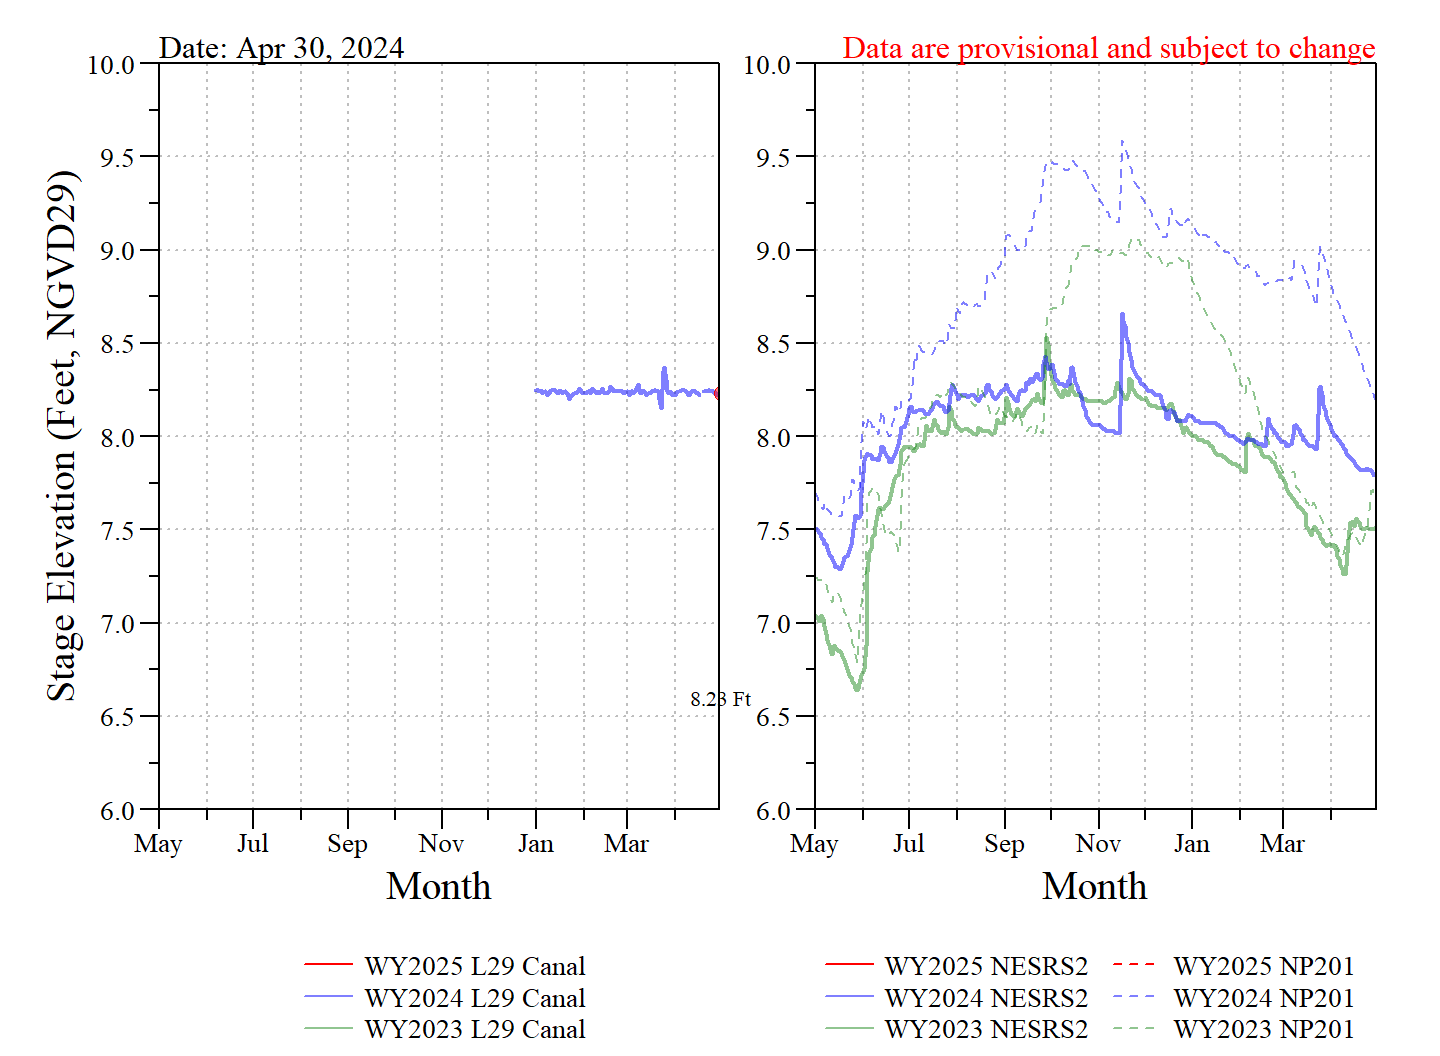 Date: Apr 30, 2024
Data are provisional and subject to change
Stage Elevation (Feet, NGVD29)
10.0
9.5
9.0
8.5
8.0
7.5
7.0
6.5
6.0
8.23 Ft
May Jul Sep Nov Jan Mar
Month
10.0
9.5
9.0
8.5
8.0
7.5
7.0
6.5
6.0
May Jul Sep Nov Jan Mar
Month
WY2025 L29 Canal
WY2024 L29 Canal
WY2023 L29 Canal
WY2025 NESRS2 WY2025 NP201
WY2024 NESRS2 WY2024 NP201
WY2023 NESRS2 WY2023 NP201